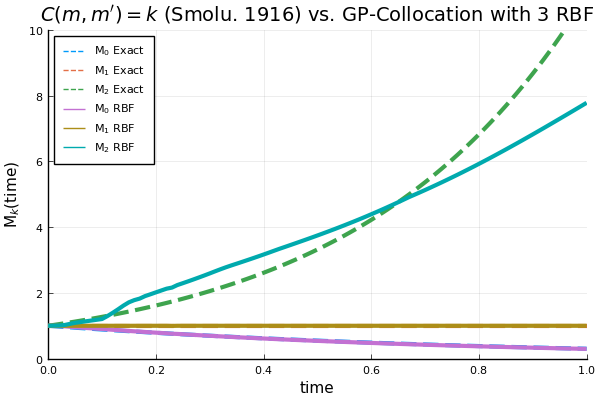 C(m, m′) = k (Smolu. 1916) vs. GP-Collocation with 3 RBF
10
8
6
4
2
0
M₀ Exact
M₁ Exact
M₂ Exact
M₀ RBF
M₁ RBF
M₂ RBF
Mₖ(time)
0.0 0.2 0.4 0.6 0.8 1.0
time